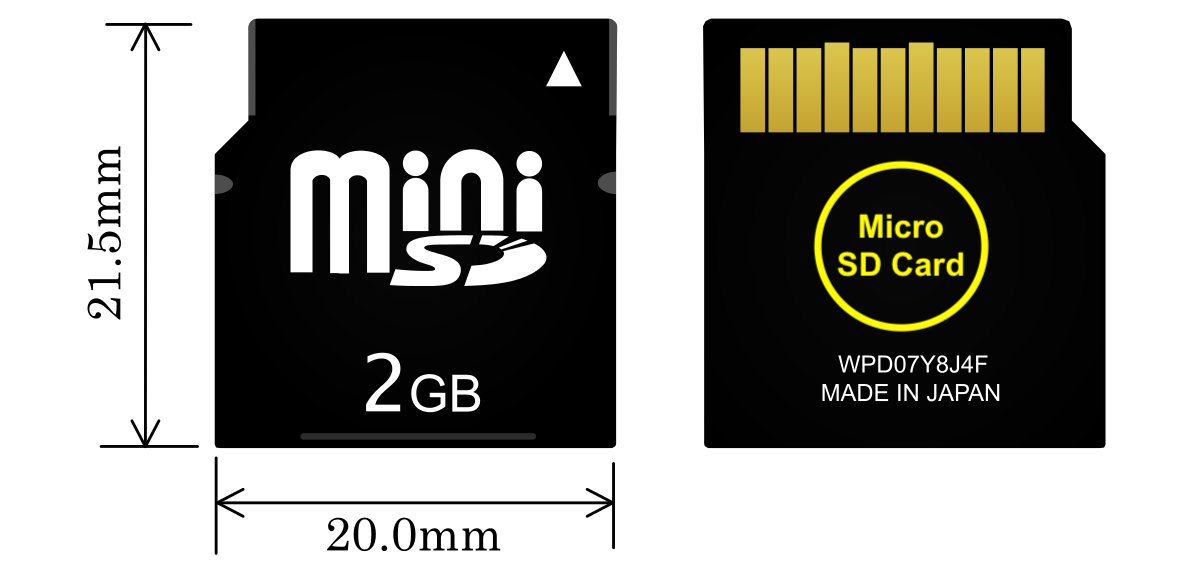 21.5mm
mini
SD
2GB
20.0mm
Micro
SD Card
WPD07Y8J4F
MADE IN JAPAN